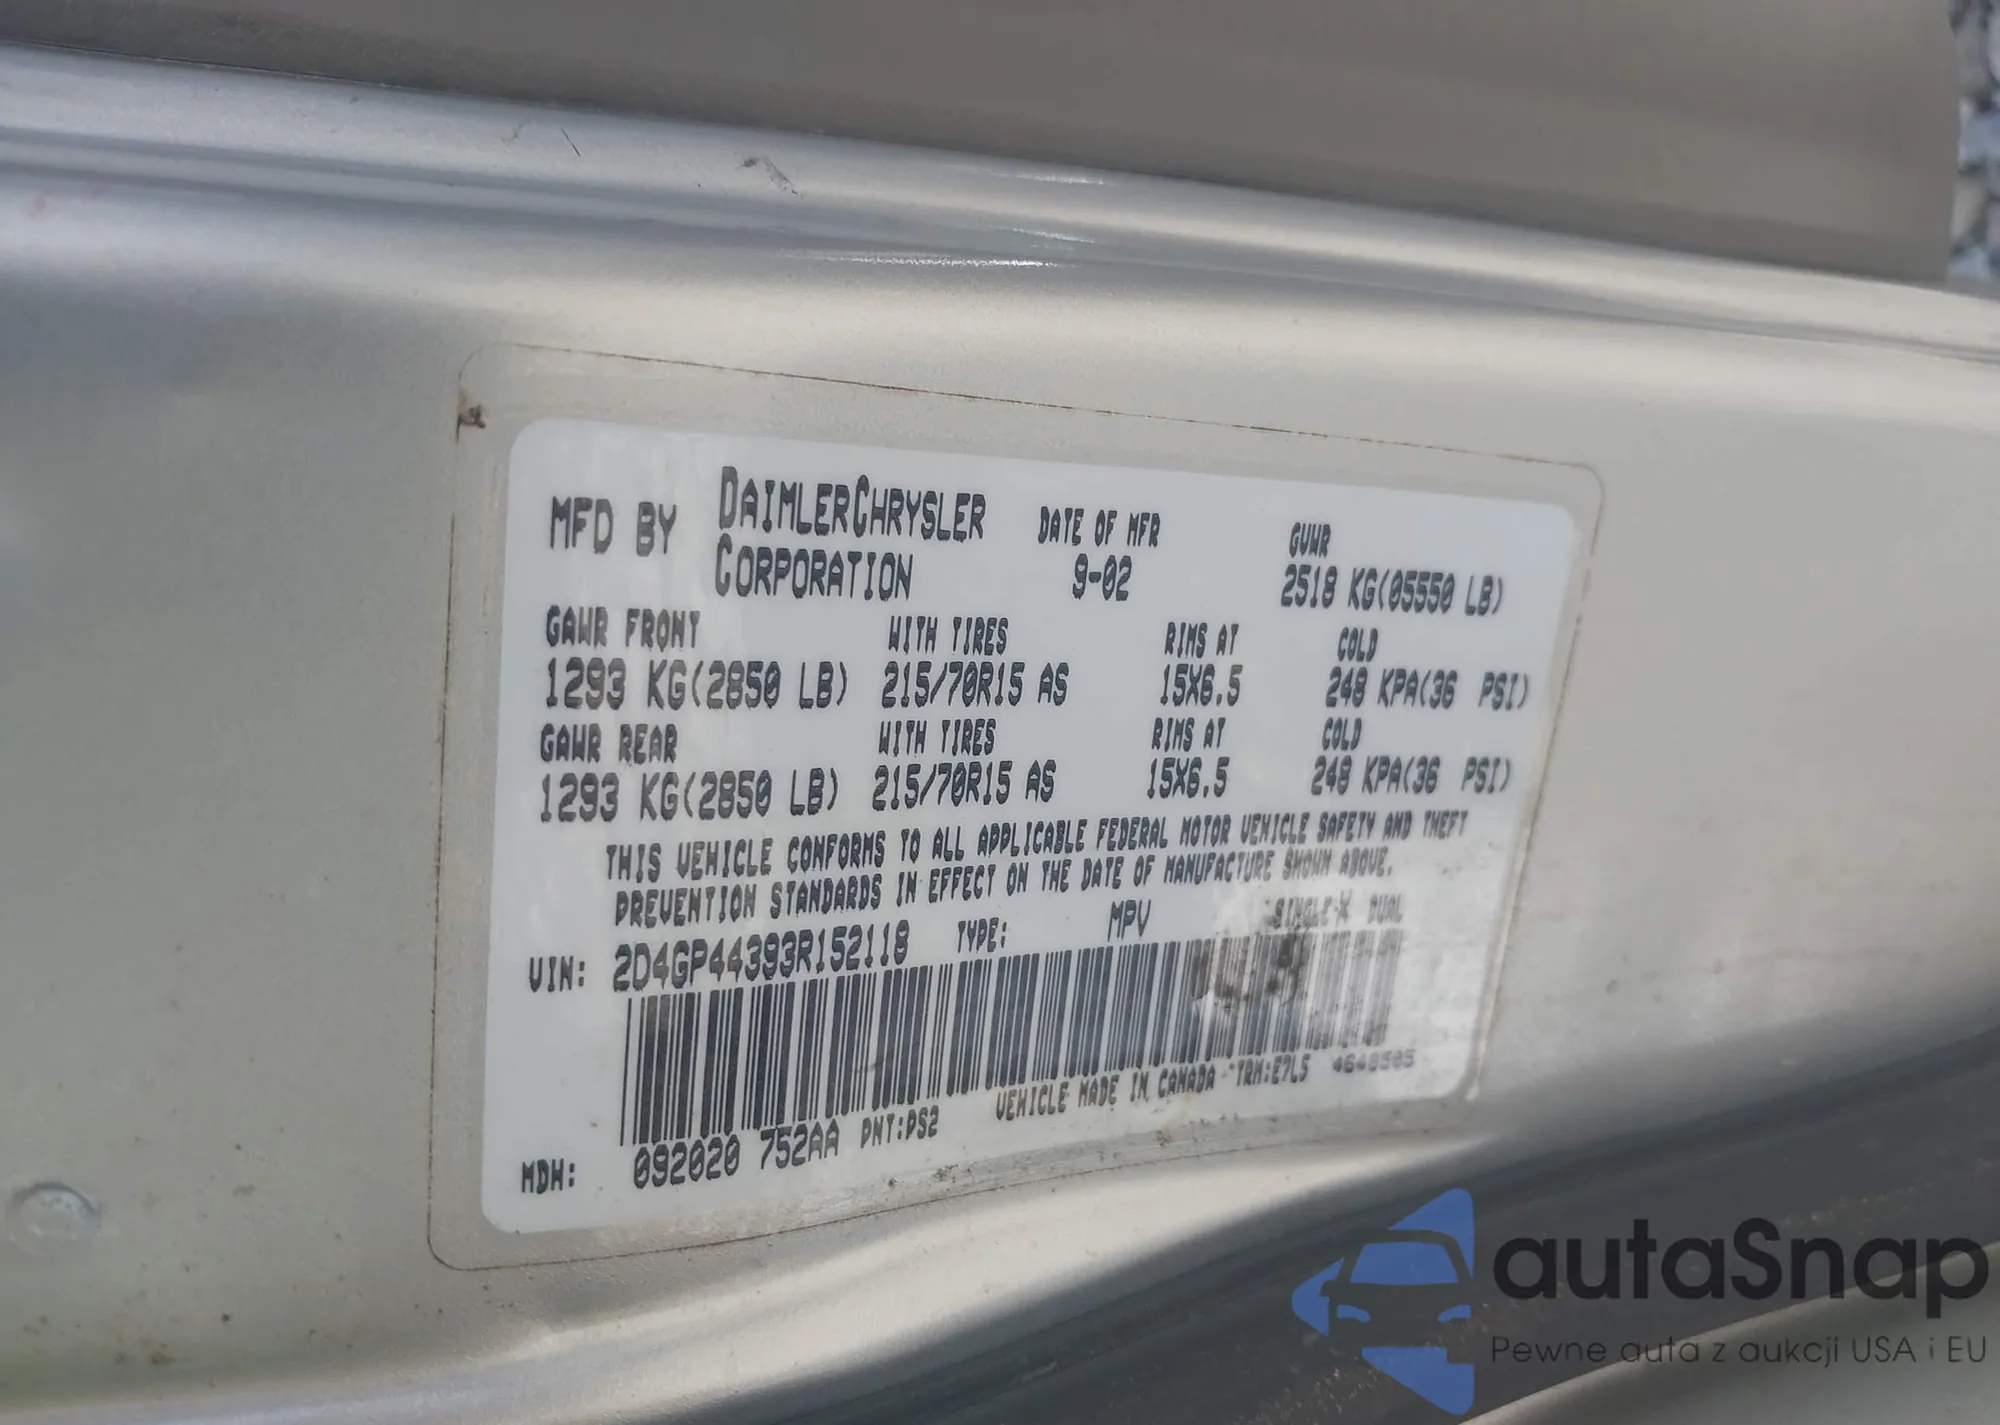 MFD BY DAIMLERCHRYSLER CORPORATION DATE OF MFR 9-02 GVWR 2518 KG(05550 LB)
GAWR FRONT WITH TIRES RIMS AT COLD
1293 KG(2850 LB) 215/70R15 AS 15X6.5 248 KPA(36 PSI)
GAWR REAR WITH TIRES RIMS AT COLD
1293 KG(2850 LB) 215/70R15 AS 15X6.5 248 KPA(36 PSI)
THIS VEHICLE CONFORMS TO ALL APPLICABLE FEDERAL MOTOR VEHICLE SAFETY AND THEFT
PREVENTION STANDARDS IN EFFECT ON THE DATE OF MANUFACTURE SHOWN ABOVE.
VIN: 2D4GP44393R152118 TYPE: MPV SINGLE-X DUAL
MDH: 092020 752AA PNT:PS2 VEHICLE MADE IN CANADA TRM:E7L5 4648505
autaSnap
Pewne auta z aukcji USA i EU